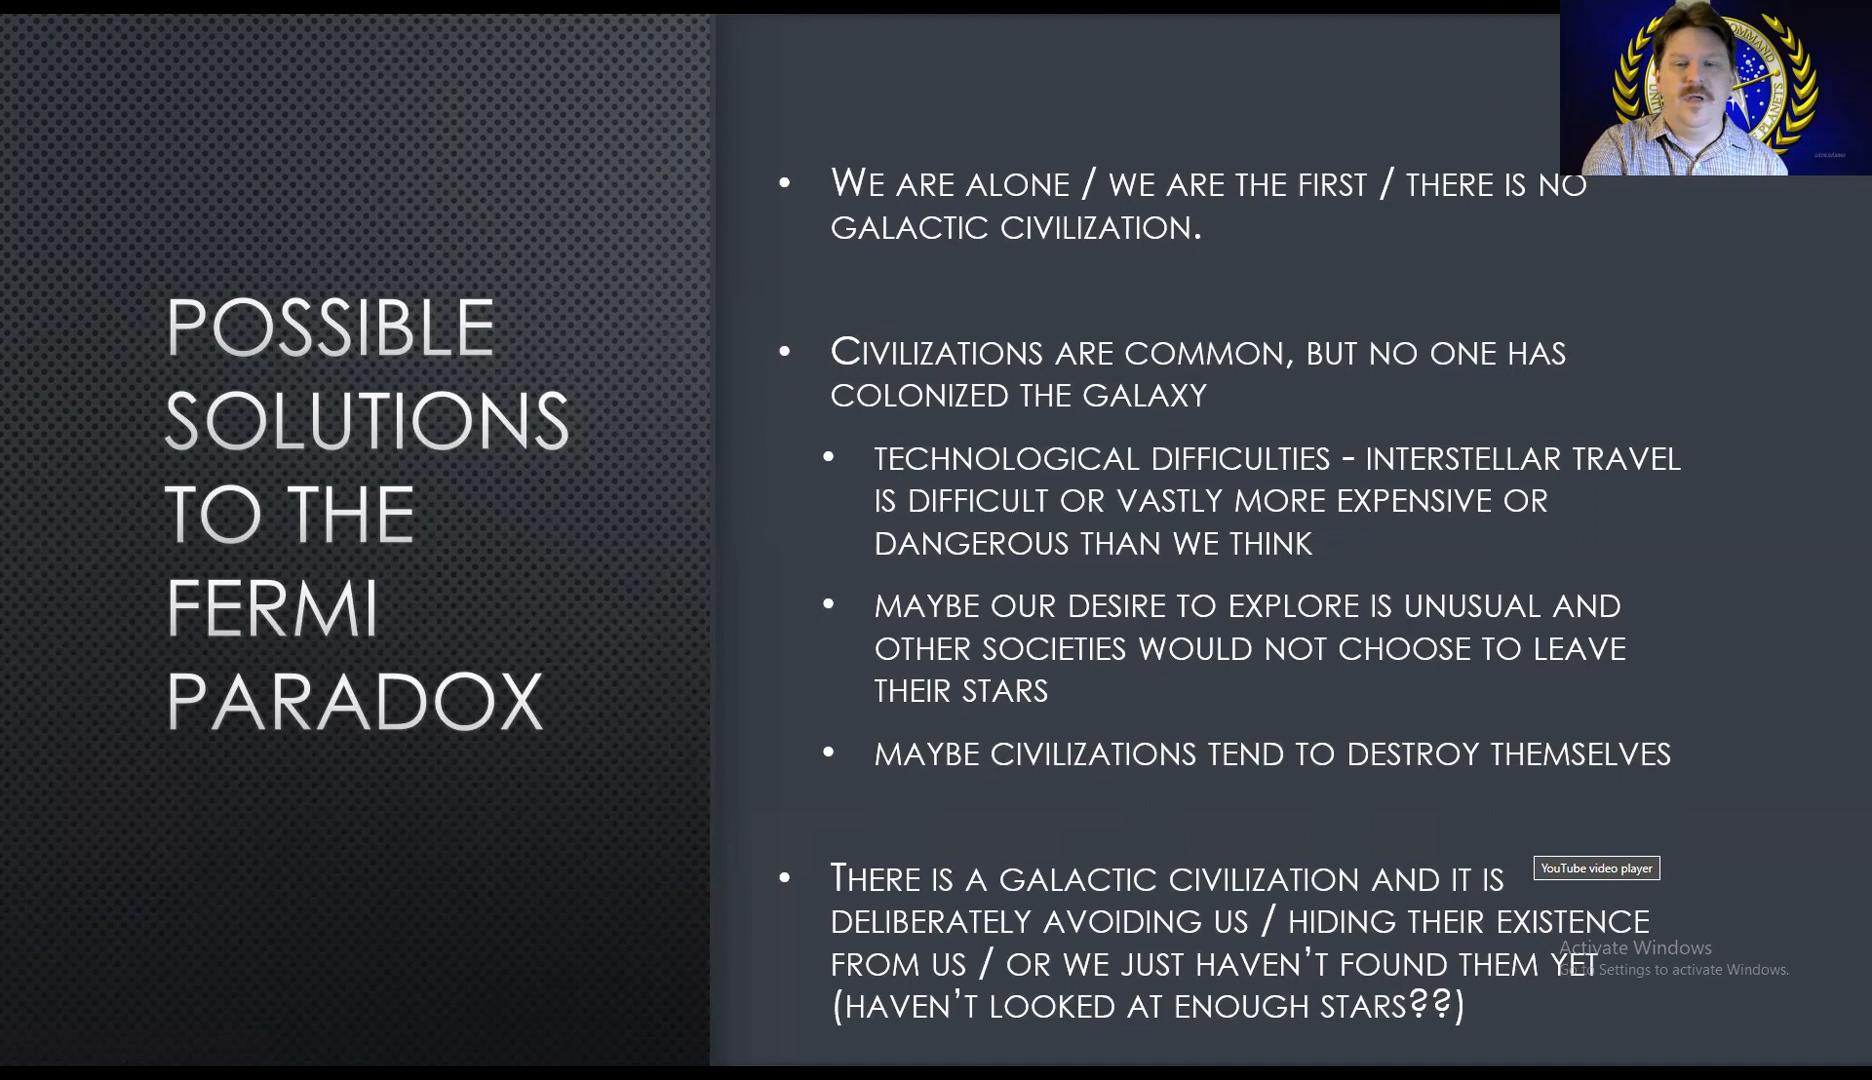 POSSIBLE
SOLUTIONS
TO THE
FERMI
PARADOX
• WE ARE ALONE / WE ARE THE FIRST / THERE IS NO
GALACTIC CIVILIZATION.
• CIVILIZATIONS ARE COMMON, BUT NO ONE HAS
COLONIZED THE GALAXY
• TECHNOLOGICAL DIFFICULTIES - INTERSTELLAR TRAVEL
IS DIFFICULT OR VASTLY MORE EXPENSIVE OR
DANGEROUS THAN WE THINK
• MAYBE OUR DESIRE TO EXPLORE IS UNUSUAL AND
OTHER SOCIETIES WOULD NOT CHOOSE TO LEAVE
THEIR STARS
• MAYBE CIVILIZATIONS TEND TO DESTROY THEMSELVES
• THERE IS A GALACTIC CIVILIZATION AND IT IS
DELIBERATELY AVOIDING US / HIDING THEIR EXISTENCE
FROM US / OR WE JUST HAVEN'T FOUND THEM YET
(HAVEN'T LOOKED AT ENOUGH STARS??)
YouTube video player
Activate Windows
Go to Settings to activate Windows.
COMMAND
PLANETS